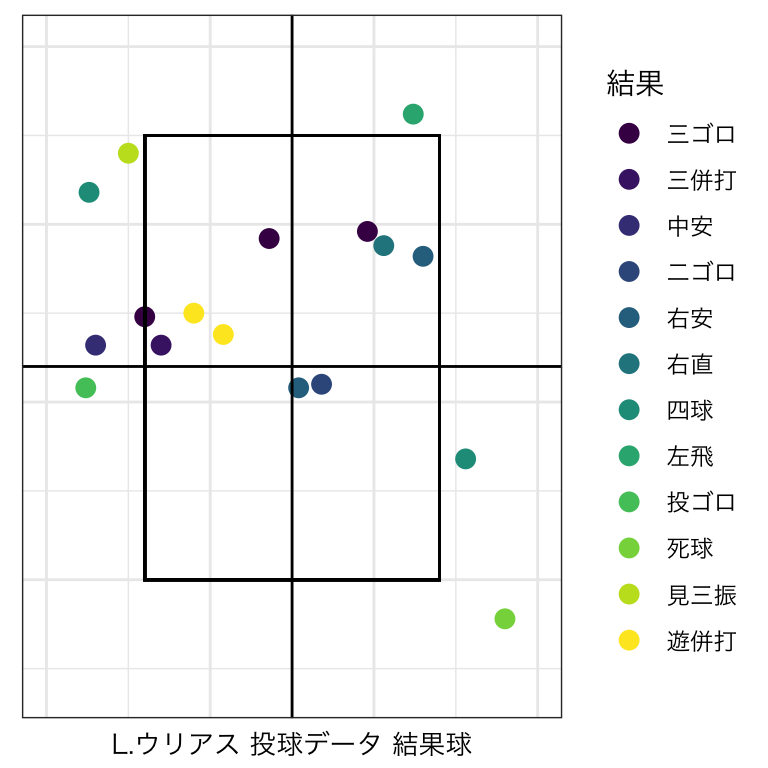 結果
三ゴロ
三併打
中安
二ゴロ
右安
右直
四球
左飛
投ゴロ
死球
見三振
遊併打
L.ウリアス 投球データ 結果球